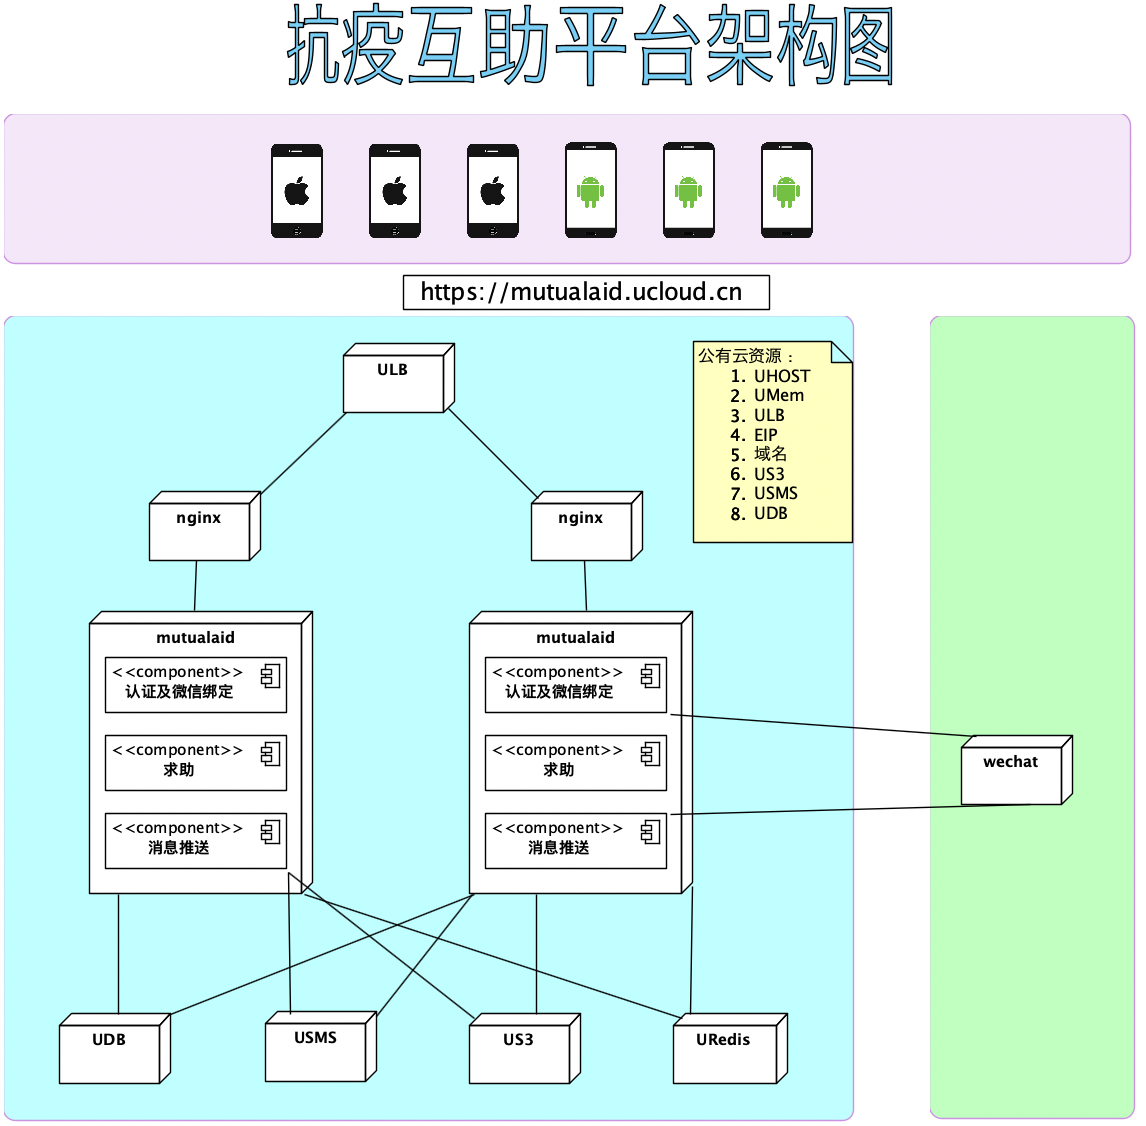 抗疫互助平台架构图
https://mutualaid.ucloud.cn
ULB
公有云资源：
1. UHOST
2. UMem
3. ULB
4. EIP
5. 域名
6. US3
7. USMS
8. UDB
nginx
nginx
mutualaid
<<component>>
认证及微信绑定
<<component>>
求助
<<component>>
消息推送
mutualaid
<<component>>
认证及微信绑定
<<component>>
求助
<<component>>
消息推送
wechat
UDB
USMS
US3
URedis